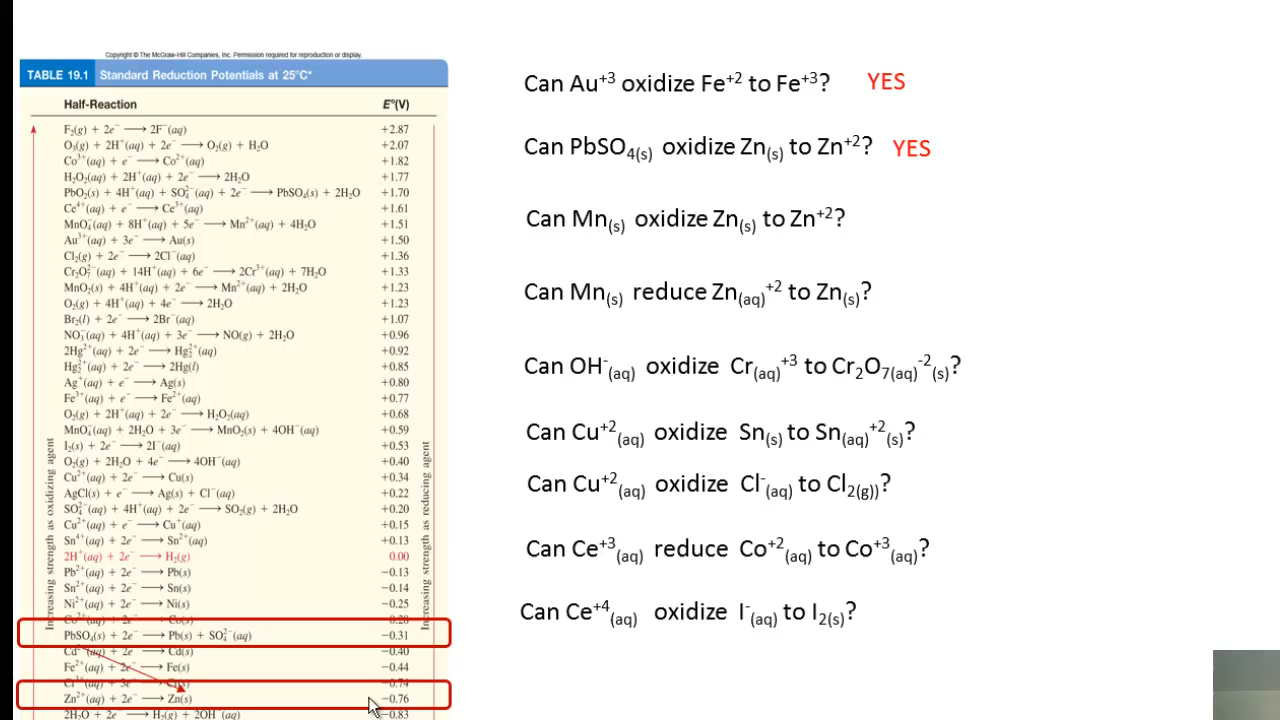 Copyright © The McGraw-Hill Companies, Inc. Permission required for reproduction or display.
TABLE 19.1 Standard Reduction Potentials at 25°C*
Half-Reaction E°(V)
F₂(g) + 2e⁻ ⟶ 2F⁻(aq) +2.87
O₃(g) + 2H⁺(aq) + 2e⁻ ⟶ O₂(g) + H₂O +2.07
Co³⁺(aq) + e⁻ ⟶ Co²⁺(aq) +1.82
H₂O₂(aq) + 2H⁺(aq) + 2e⁻ ⟶ 2H₂O +1.77
PbO₂(s) + 4H⁺(aq) + SO₄²⁻(aq) + 2e⁻ ⟶ PbSO₄(s) + 2H₂O +1.70
Ce⁴⁺(aq) + e⁻ ⟶ Ce³⁺(aq) +1.61
MnO₄⁻(aq) + 8H⁺(aq) + 5e⁻ ⟶ Mn²⁺(aq) + 4H₂O +1.51
Au³⁺(aq) + 3e⁻ ⟶ Au(s) +1.50
Cl₂(g) + 2e⁻ ⟶ 2Cl⁻(aq) +1.36
Cr₂O₇²⁻(aq) + 14H⁺(aq) + 6e⁻ ⟶ 2Cr³⁺(aq) + 7H₂O +1.33
MnO₂(s) + 4H⁺(aq) + 2e⁻ ⟶ Mn²⁺(aq) + 2H₂O +1.23
O₂(g) + 4H⁺(aq) + 4e⁻ ⟶ 2H₂O +1.23
Br₂(l) + 2e⁻ ⟶ 2Br⁻(aq) +1.07
NO₃⁻(aq) + 4H⁺(aq) + 3e⁻ ⟶ NO(g) + 2H₂O +0.96
2Hg²⁺(aq) + 2e⁻ ⟶ Hg₂²⁺(aq) +0.92
Hg₂²⁺(aq) + 2e⁻ ⟶ 2Hg(l) +0.85
Ag⁺(aq) + e⁻ ⟶ Ag(s) +0.80
Fe³⁺(aq) + e⁻ ⟶ Fe²⁺(aq) +0.77
O₂(g) + 2H⁺(aq) + 2e⁻ ⟶ H₂O₂(aq) +0.68
MnO₄⁻(aq) + 2H₂O + 3e⁻ ⟶ MnO₂(s) + 4OH⁻(aq) +0.59
I₂(s) + 2e⁻ ⟶ 2I⁻(aq) +0.53
O₂(g) + 2H₂O + 4e⁻ ⟶ 4OH⁻(aq) +0.40
Cu²⁺(aq) + 2e⁻ ⟶ Cu(s) +0.34
AgCl(s) + e⁻ ⟶ Ag(s) + Cl⁻(aq) +0.22
SO₄²⁻(aq) + 4H⁺(aq) + 2e⁻ ⟶ SO₂(g) + 2H₂O +0.20
Cu²⁺(aq) + e⁻ ⟶ Cu⁺(aq) +0.15
Sn⁴⁺(aq) + 2e⁻ ⟶ Sn²⁺(aq) +0.13
2H⁺(aq) + 2e⁻ ⟶ H₂(g) 0.00
Pb²⁺(aq) + 2e⁻ ⟶ Pb(s) −0.13
Sn²⁺(aq) + 2e⁻ ⟶ Sn(s) −0.14
Ni²⁺(aq) + 2e⁻ ⟶ Ni(s) −0.25
Co²⁺(aq) + 2e⁻ ⟶ Co(s) −0.28
PbSO₄(s) + 2e⁻ ⟶ Pb(s) + SO₄²⁻(aq) −0.31
Cd²⁺(aq) + 2e⁻ ⟶ Cd(s) −0.40
Fe²⁺(aq) + 2e⁻ ⟶ Fe(s) −0.44
Cr³⁺(aq) + 3e⁻ ⟶ Cr(s) −0.74
Zn²⁺(aq) + 2e⁻ ⟶ Zn(s) −0.76
2H₂O + 2e⁻ ⟶ H₂(g) + 2OH⁻(aq) −0.83
Increasing strength as oxidizing agent
Increasing strength as reducing agent
Can Au⁺³ oxidize Fe⁺² to Fe⁺³? YES
Can PbSO₄₍s₎ oxidize Zn₍s₎ to Zn⁺²? YES
Can Mn₍s₎ oxidize Zn₍s₎ to Zn⁺²?
Can Mn₍s₎ reduce Zn(aq)⁺² to Zn₍s₎?
Can OH⁻(aq) oxidize Cr(aq)⁺³ to Cr₂O₇(aq)⁻²(s)?
Can Cu⁺²(aq) oxidize Sn(s) to Sn(aq)⁺²(s)?
Can Cu⁺²(aq) oxidize Cl⁻(aq) to Cl₂(g))?
Can Ce⁺³(aq) reduce Co⁺²(aq) to Co⁺³(aq)?
Can Ce⁺⁴(aq) oxidize I⁻(aq) to I₂(s)?